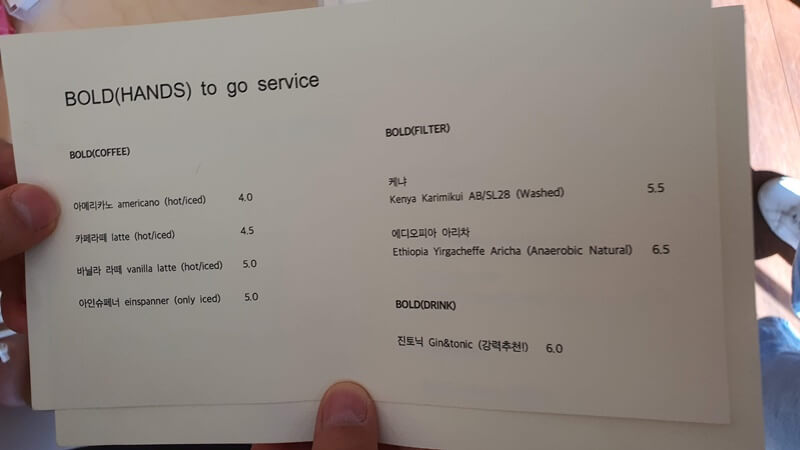 BOLD(HANDS) to go service
BOLD(COFFEE)
아메리카노 americano (hot/iced) 4.0
카페라떼 latte (hot/iced) 4.5
바닐라 라떼 vanilla latte (hot/iced) 5.0
아인슈페너 einspanner (only iced) 5.0
BOLD(FILTER)
케냐
Kenya Karimikui AB/SL28 (Washed) 5.5
에디오피아 아리차
Ethiopia Yirgacheffe Aricha (Anaerobic Natural) 6.5
BOLD(DRINK)
진토닉 Gin&tonic (강력추천!) 6.0